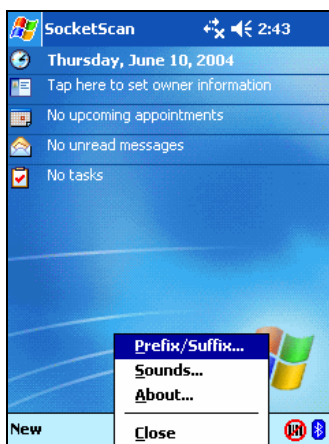 SocketScan 2:43
Thursday, June 10, 2004
Tap here to set owner information
No upcoming appointments
No unread messages
No tasks
Prefix/Suffix...
Sounds...
About...
New
Close